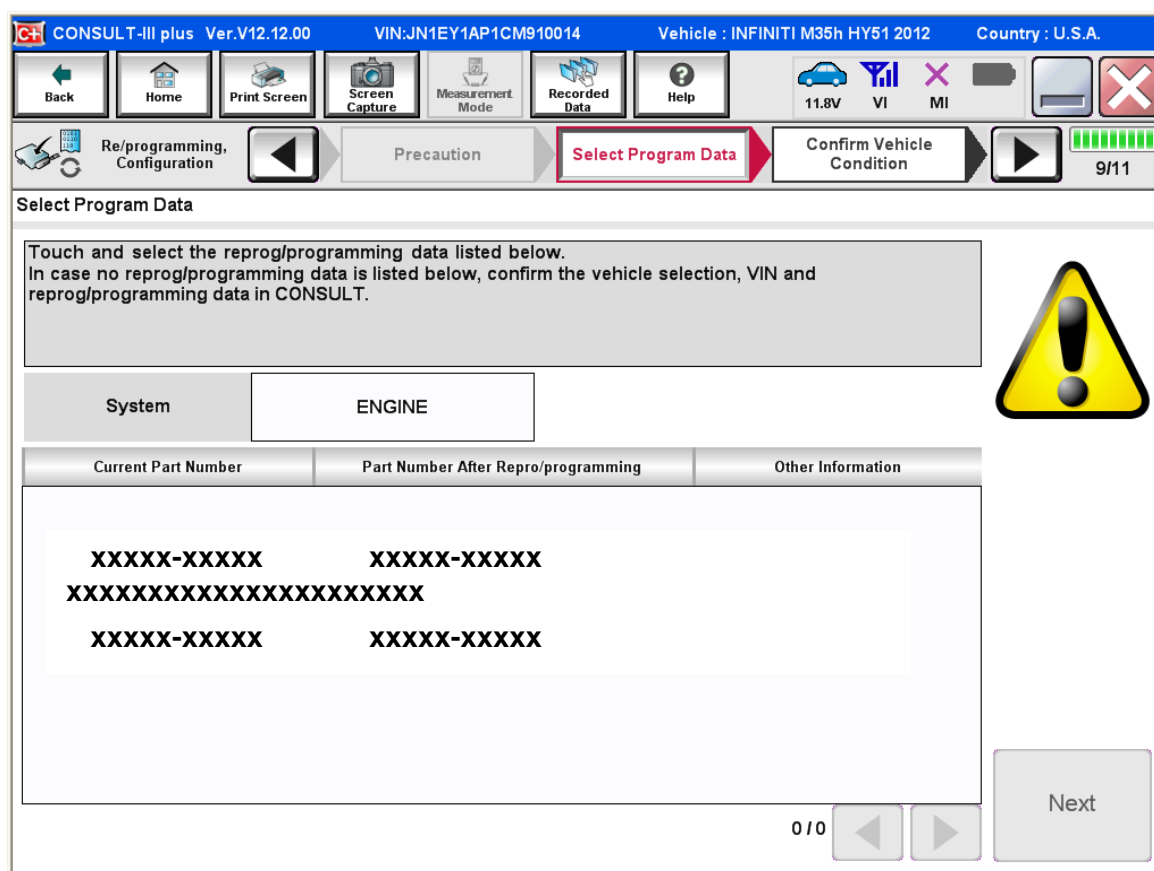 C+ CONSULT-III plus Ver.V12.12.00 VIN:JN1EY1AP1CM910014 Vehicle : INFINITI M35h HY51 2012 Country : U.S.A.
Back
Home
Print Screen
Screen
Capture
Measurement
Mode
Recorded
Data
Help
11.8V
VI
MI
Re/programming,
Configuration
Precaution
Select Program Data
Confirm Vehicle
Condition
9/11
Select Program Data
Touch and select the reprog/programming data listed below.
In case no reprog/programming data is listed below, confirm the vehicle selection, VIN and
reprog/programming data in CONSULT.
System ENGINE
Current Part Number Part Number After Repro/programming Other Information
XXXXX-XXXXX XXXXX-XXXXX
XXXXXXXXXXXXXXXXXXXXXX
XXXXX-XXXXX XXXXX-XXXXX
Next
0/0